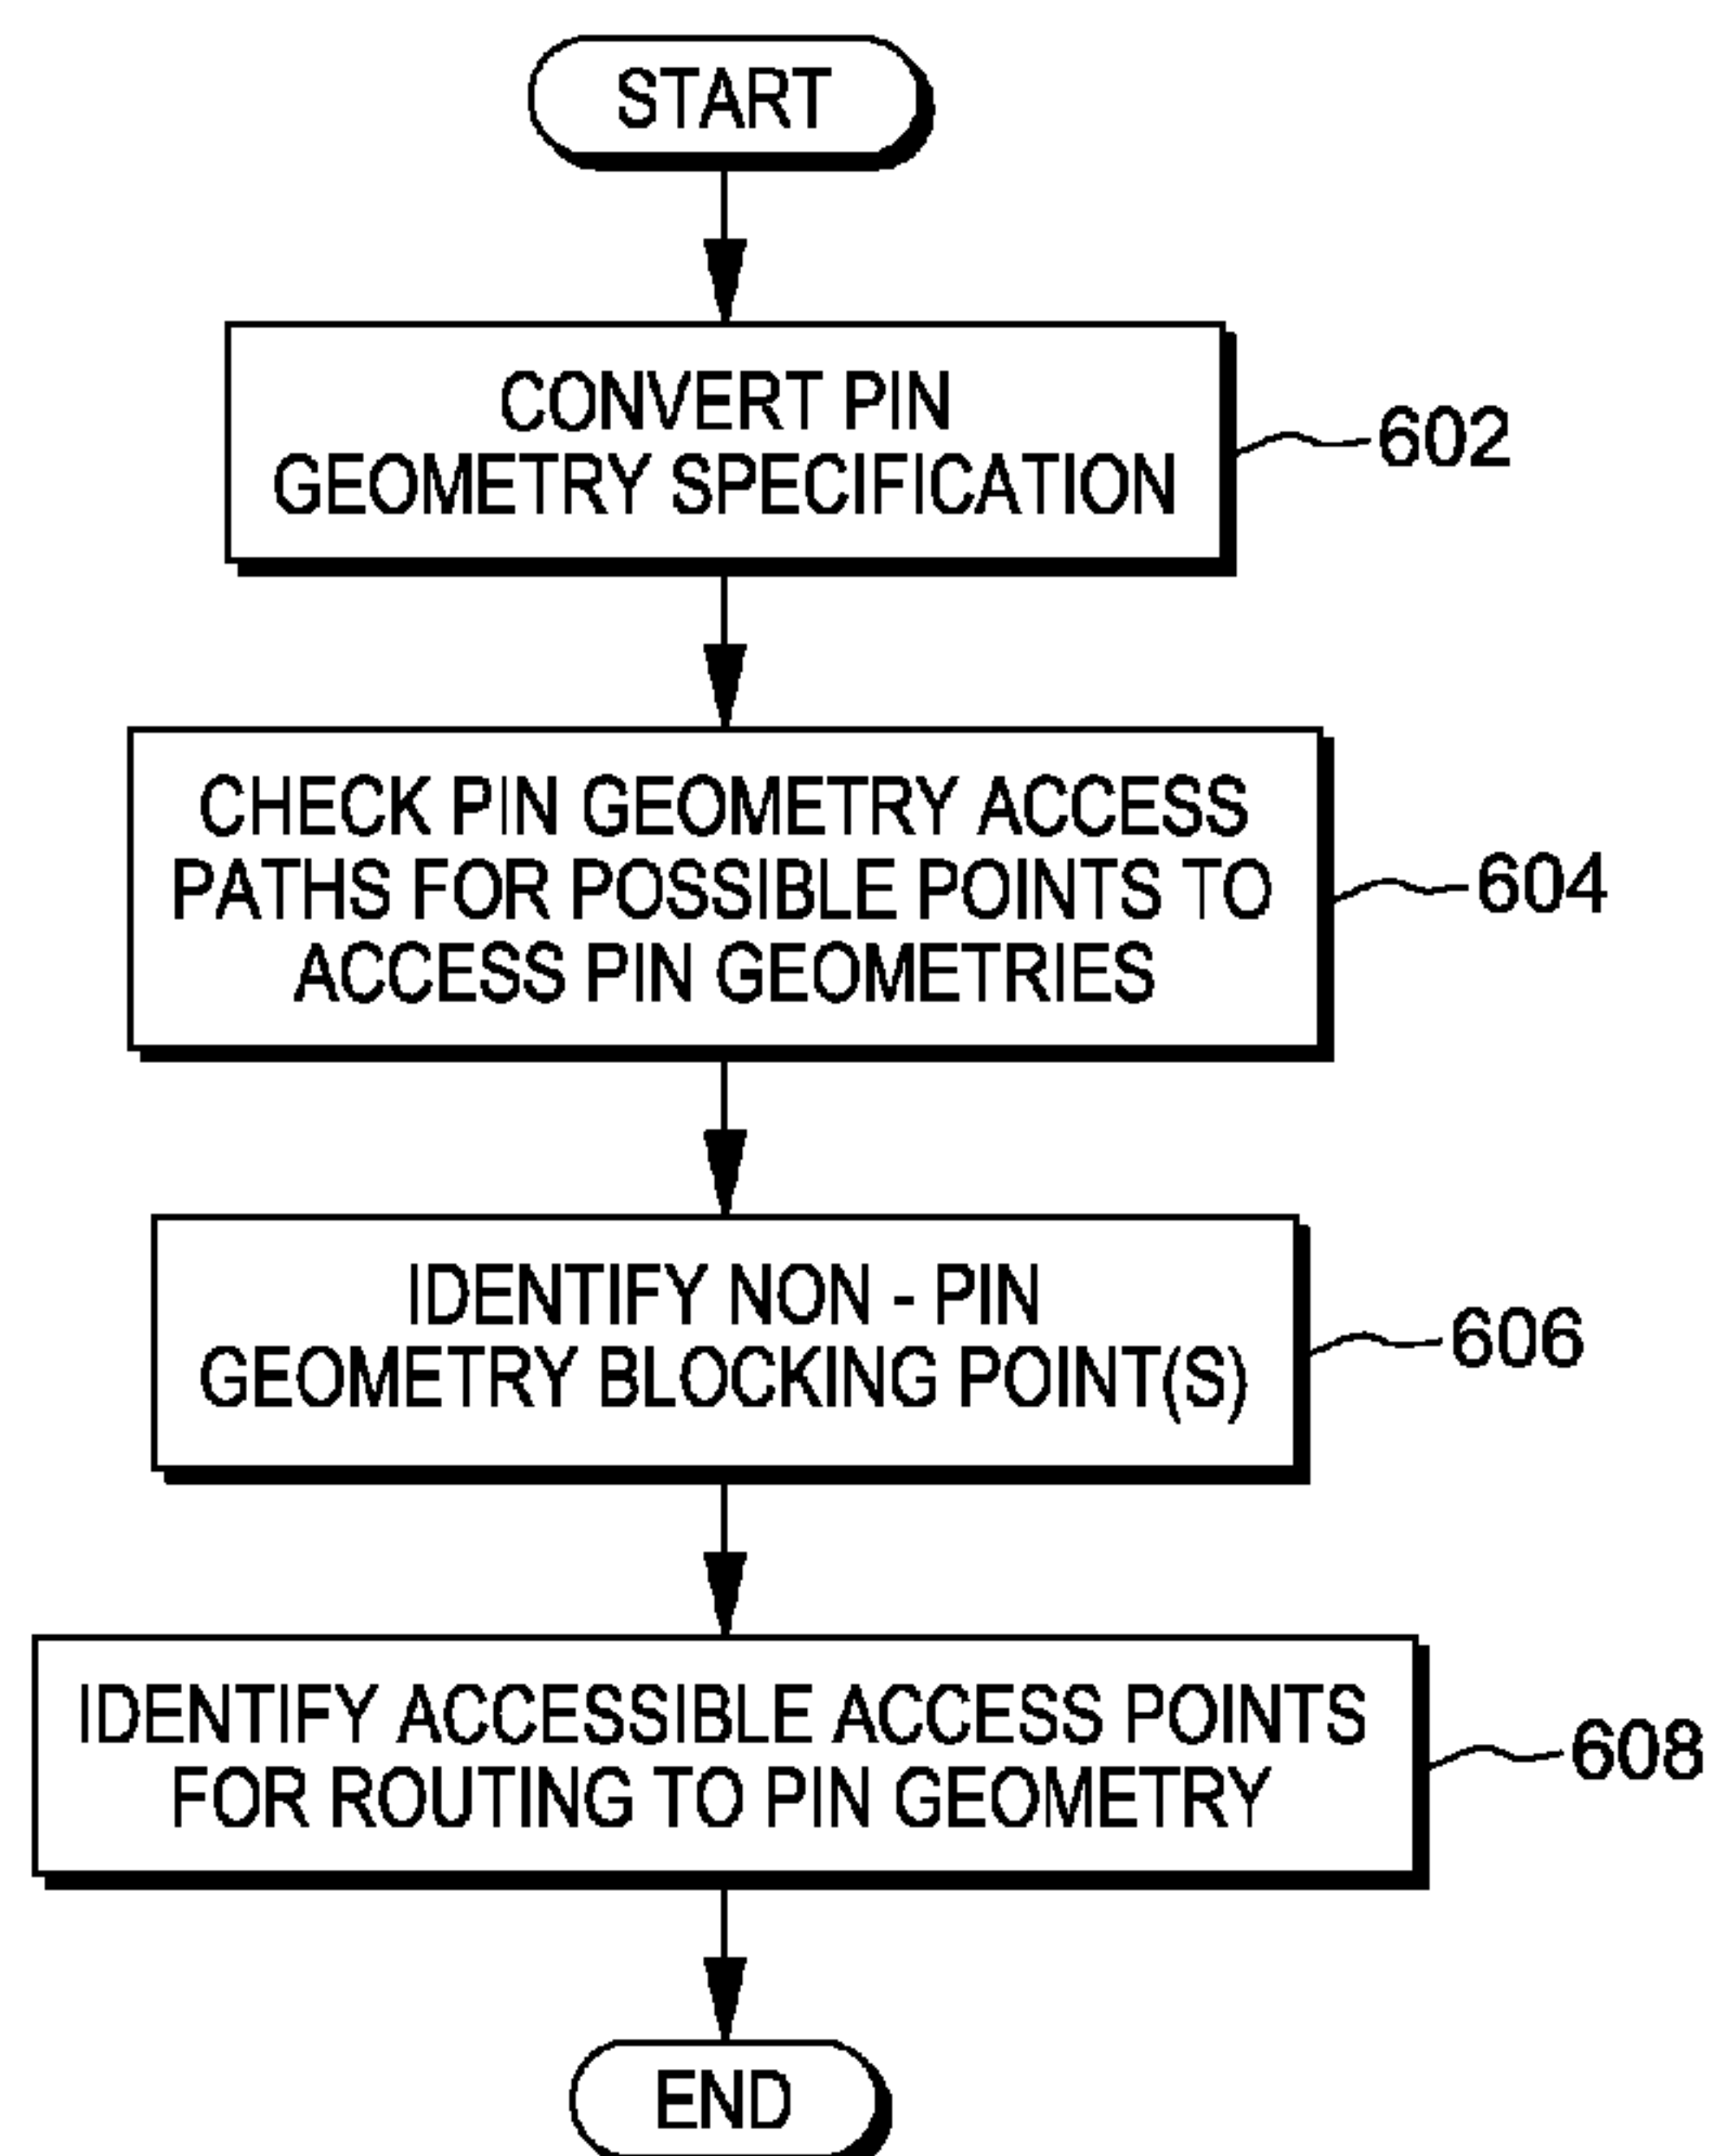 START
CONVERT PIN
GEOMETRY SPECIFICATION
602
CHECK PIN GEOMETRY ACCESS
PATHS FOR POSSIBLE POINTS TO
ACCESS PIN GEOMETRIES
604
IDENTIFY NON - PIN
GEOMETRY BLOCKING POINT(S)
606
IDENTIFY ACCESSIBLE ACCESS POINTS
FOR ROUTING TO PIN GEOMETRY
608
END